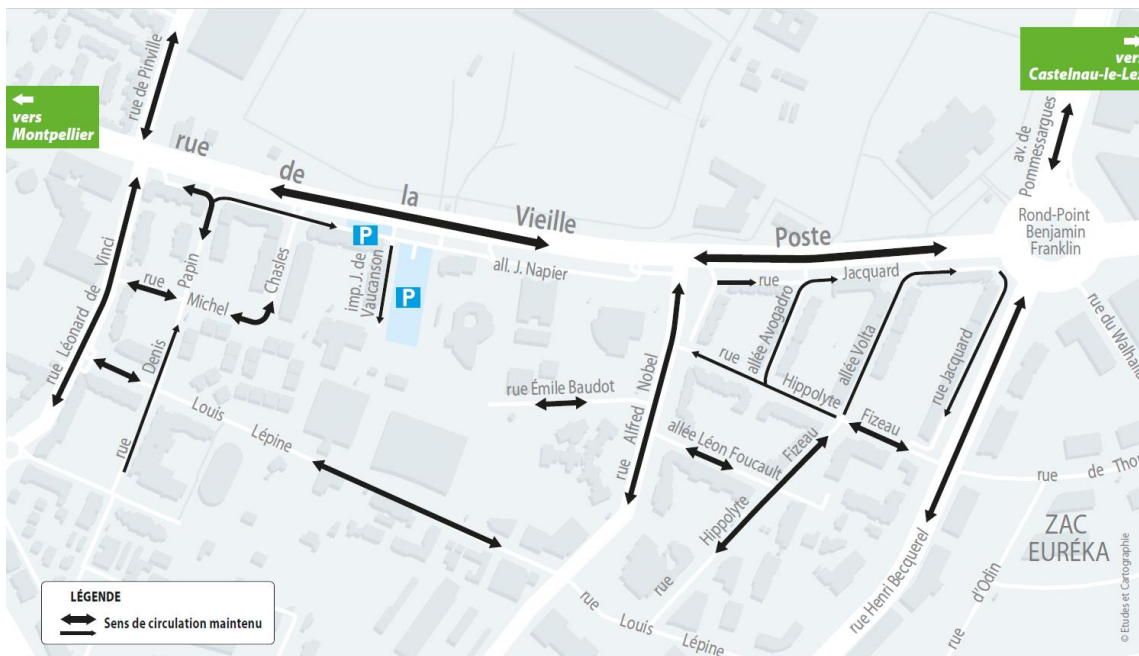 vers
Montpellier
vers
Castelnau-le-Lez
rue de Pinville
av. de
Pommessargues
rue de la Vieille Poste
Rond-Point
Benjamin
Franklin
rue Léonard de Vinci
rue Michel Chasles
rue Denis Papin
imp. J. de
Vaucanson
P
P
all. J. Napier
rue Jacquard
allée Avogadro
allée Volta
rue Jacquard
rue du Walhalla
rue Hippolyte Fizeau
rue Émile Baudot
rue Alfred Nobel
allée Léon Foucault
rue Hippolyte Fizeau
Louis Lépine
rue Louis Lépine
rue Henri Becquerel
rue de Thor
rue d'Odin
ZAC
EURÉKA
LÉGENDE
Sens de circulation maintenu
© Etudes et Cartographie